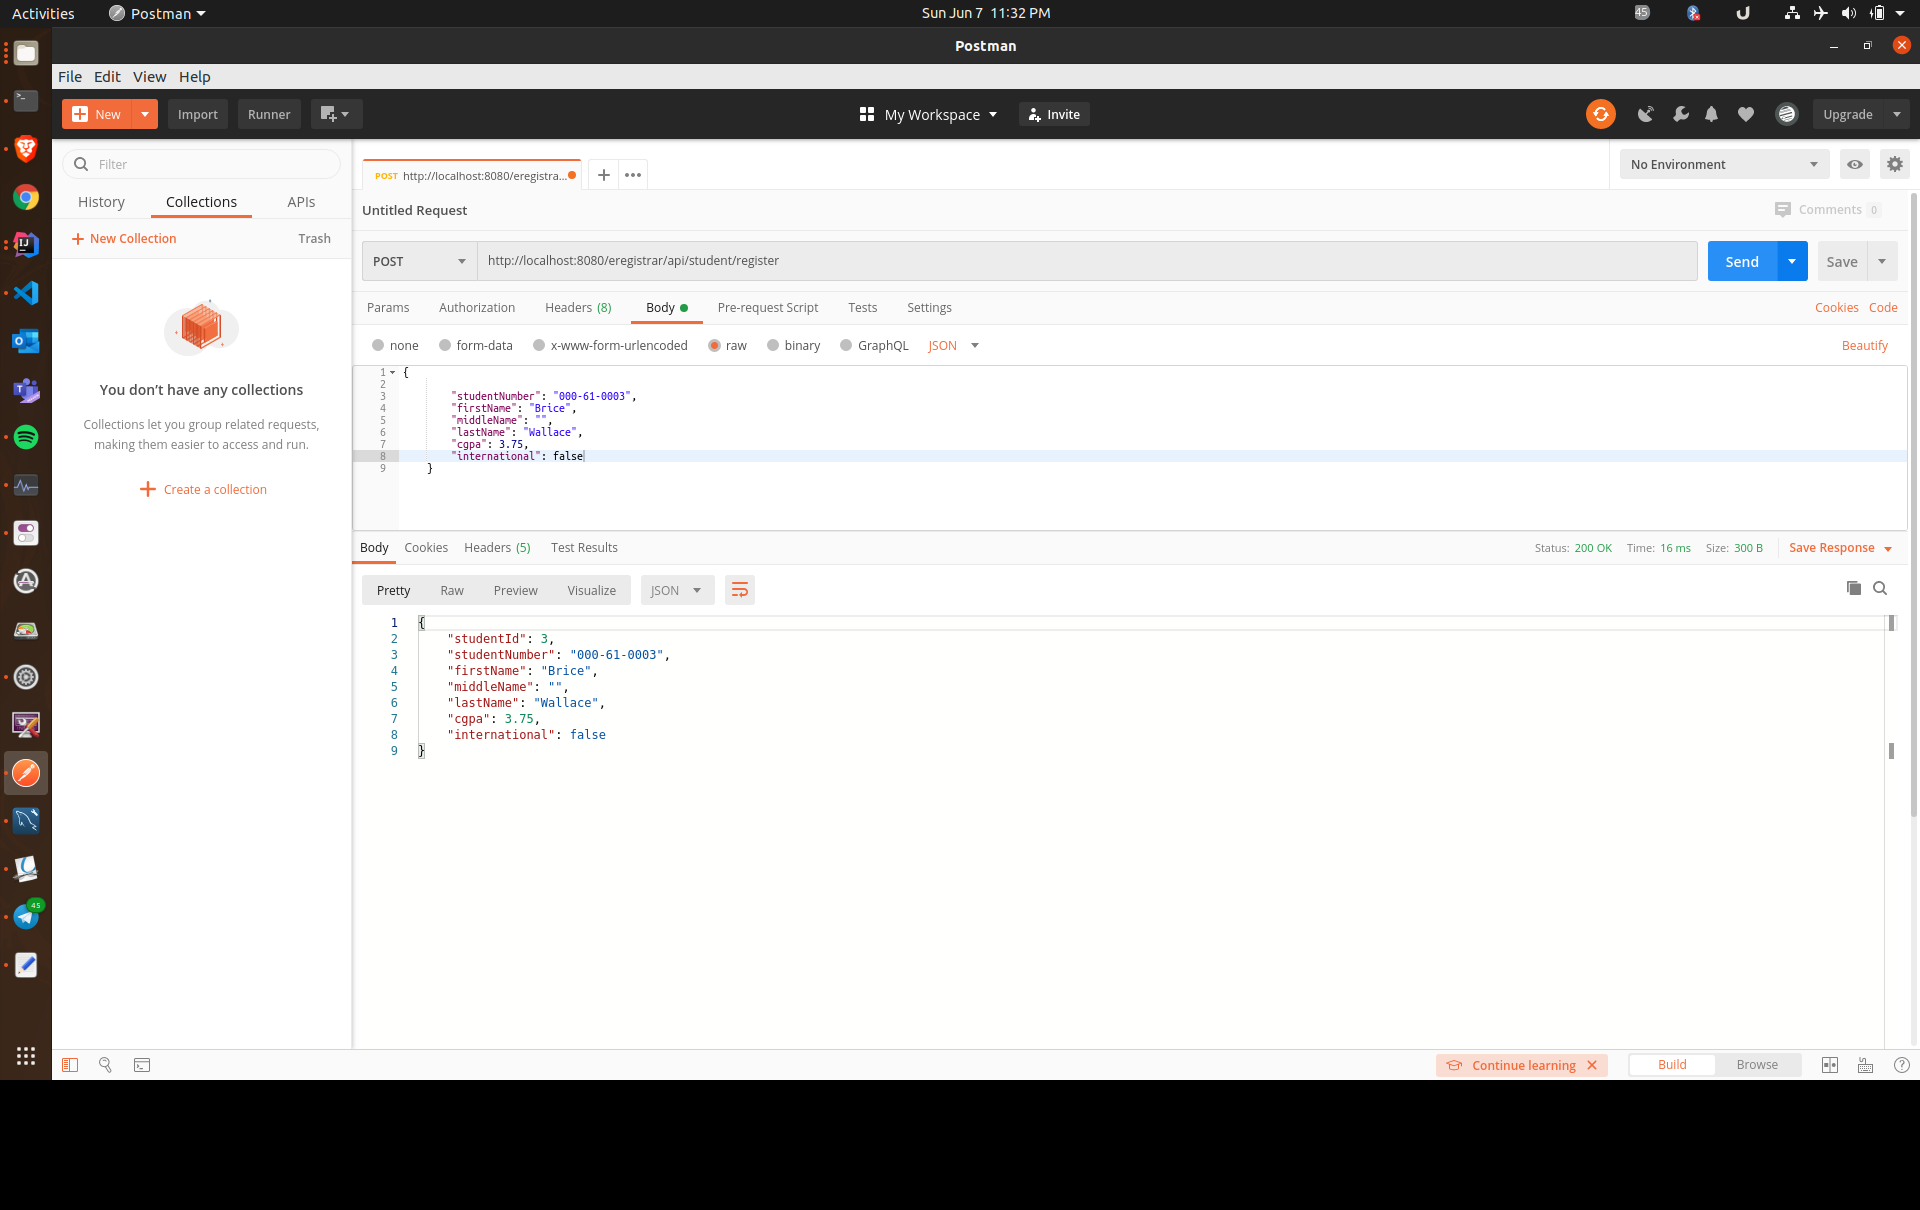 Activities Postman Sun Jun 7 11:32 PM 45
Postman
File Edit View Help
New Import Runner My Workspace Invite Upgrade
Filter
History Collections APIs
New Collection Trash
You don’t have any collections
Collections let you group related requests,
making them easier to access and run.
Create a collection
POST http://localhost:8080/eregistra... ••• No Environment
Untitled Request Comments 0
POST http://localhost:8080/eregistrar/api/student/register Send Save
Params Authorization Headers (8) Body Pre-request Script Tests Settings Cookies Code
none form-data x-www-form-urlencoded raw binary GraphQL JSON Beautify
1 {
2
3 "studentNumber": "000-61-0003",
4 "firstName": "Brice",
5 "middleName": "",
6 "lastName": "Wallace",
7 "cgpa": 3.75,
8 "international": false
9 }
Body Cookies Headers (5) Test Results Status: 200 OK Time: 16 ms Size: 300 B Save Response
Pretty Raw Preview Visualize JSON
1 {
2 "studentId": 3,
3 "studentNumber": "000-61-0003",
4 "firstName": "Brice",
5 "middleName": "",
6 "lastName": "Wallace",
7 "cgpa": 3.75,
8 "international": false
9 }
45
Continue learning Build Browse